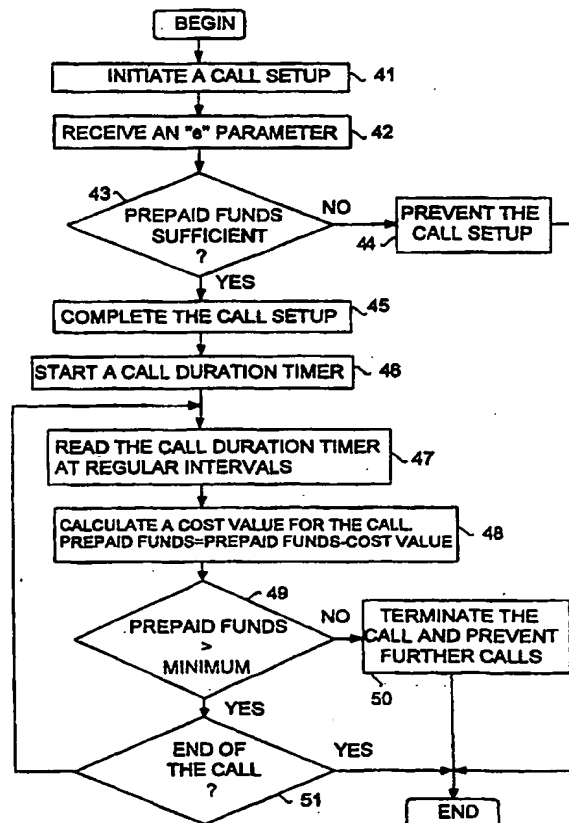 BEGIN
INITIATE A CALL SETUP
41
RECEIVE AN "e" PARAMETER
42
43
PREPAID FUNDS
SUFFICIENT
?
NO
PREVENT THE
CALL SETUP
44
YES
COMPLETE THE CALL SETUP
45
START A CALL DURATION TIMER
46
READ THE CALL DURATION TIMER
AT REGULAR INTERVALS
47
CALCULATE A COST VALUE FOR THE CALL.
PREPAID FUNDS=PREPAID FUNDS-COST VALUE
48
49
PREPAID FUNDS
>
MINIMUM
NO
TERMINATE THE
CALL AND PREVENT
FURTHER CALLS
50
YES
END OF
THE CALL
?
YES
51
END